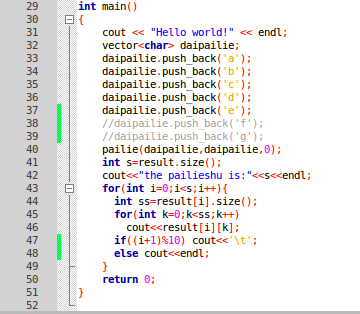 29 int main()
30 {
31 cout << "Hello world!" << endl;
32 vector<char> daipailie;
33 daipailie.push_back('a');
34 daipailie.push_back('b');
35 daipailie.push_back('c');
36 daipailie.push_back('d');
37 daipailie.push_back('e');
38 //daipailie.push_back('f');
39 //daipailie.push_back('g');
40 pailie(daipailie,daipailie,0);
41 int s=result.size();
42 cout<<"the pailieshu is:"<<s<<endl;
43 for(int i=0;i<s;i++){
44 int ss=result[i].size();
45 for(int k=0;k<ss;k++)
46 cout<<result[i][k];
47 if((i+1)%10) cout<<'\t';
48 else cout<<endl;
49 }
50 return 0;
51 }
52